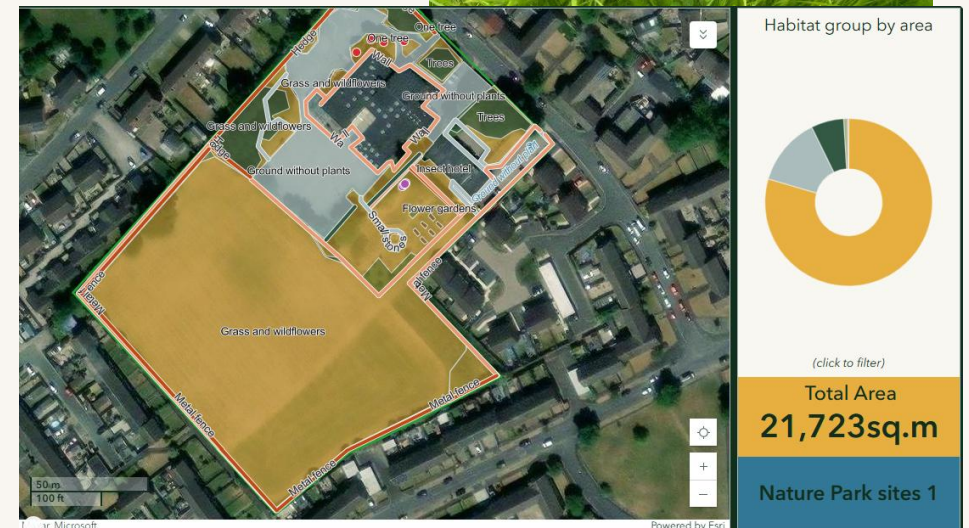 One tree
One tree
Hedge
Wall
Trees
Grass and wildflowers
Ground without plants
Trees
Grass and wildflowers
Wall
Wall
Hedge
Ground without plants
Insect hotel
Flower gardens
Small stones
Metal fence
Metal fence
Grass and wildflowers
Metal fence
Metal fence
Metal fence
50 m
100 ft
Microsoft
Powered by Esri
Habitat group by area
(click to filter)
Total Area
21,723sq.m
Nature Park sites 1